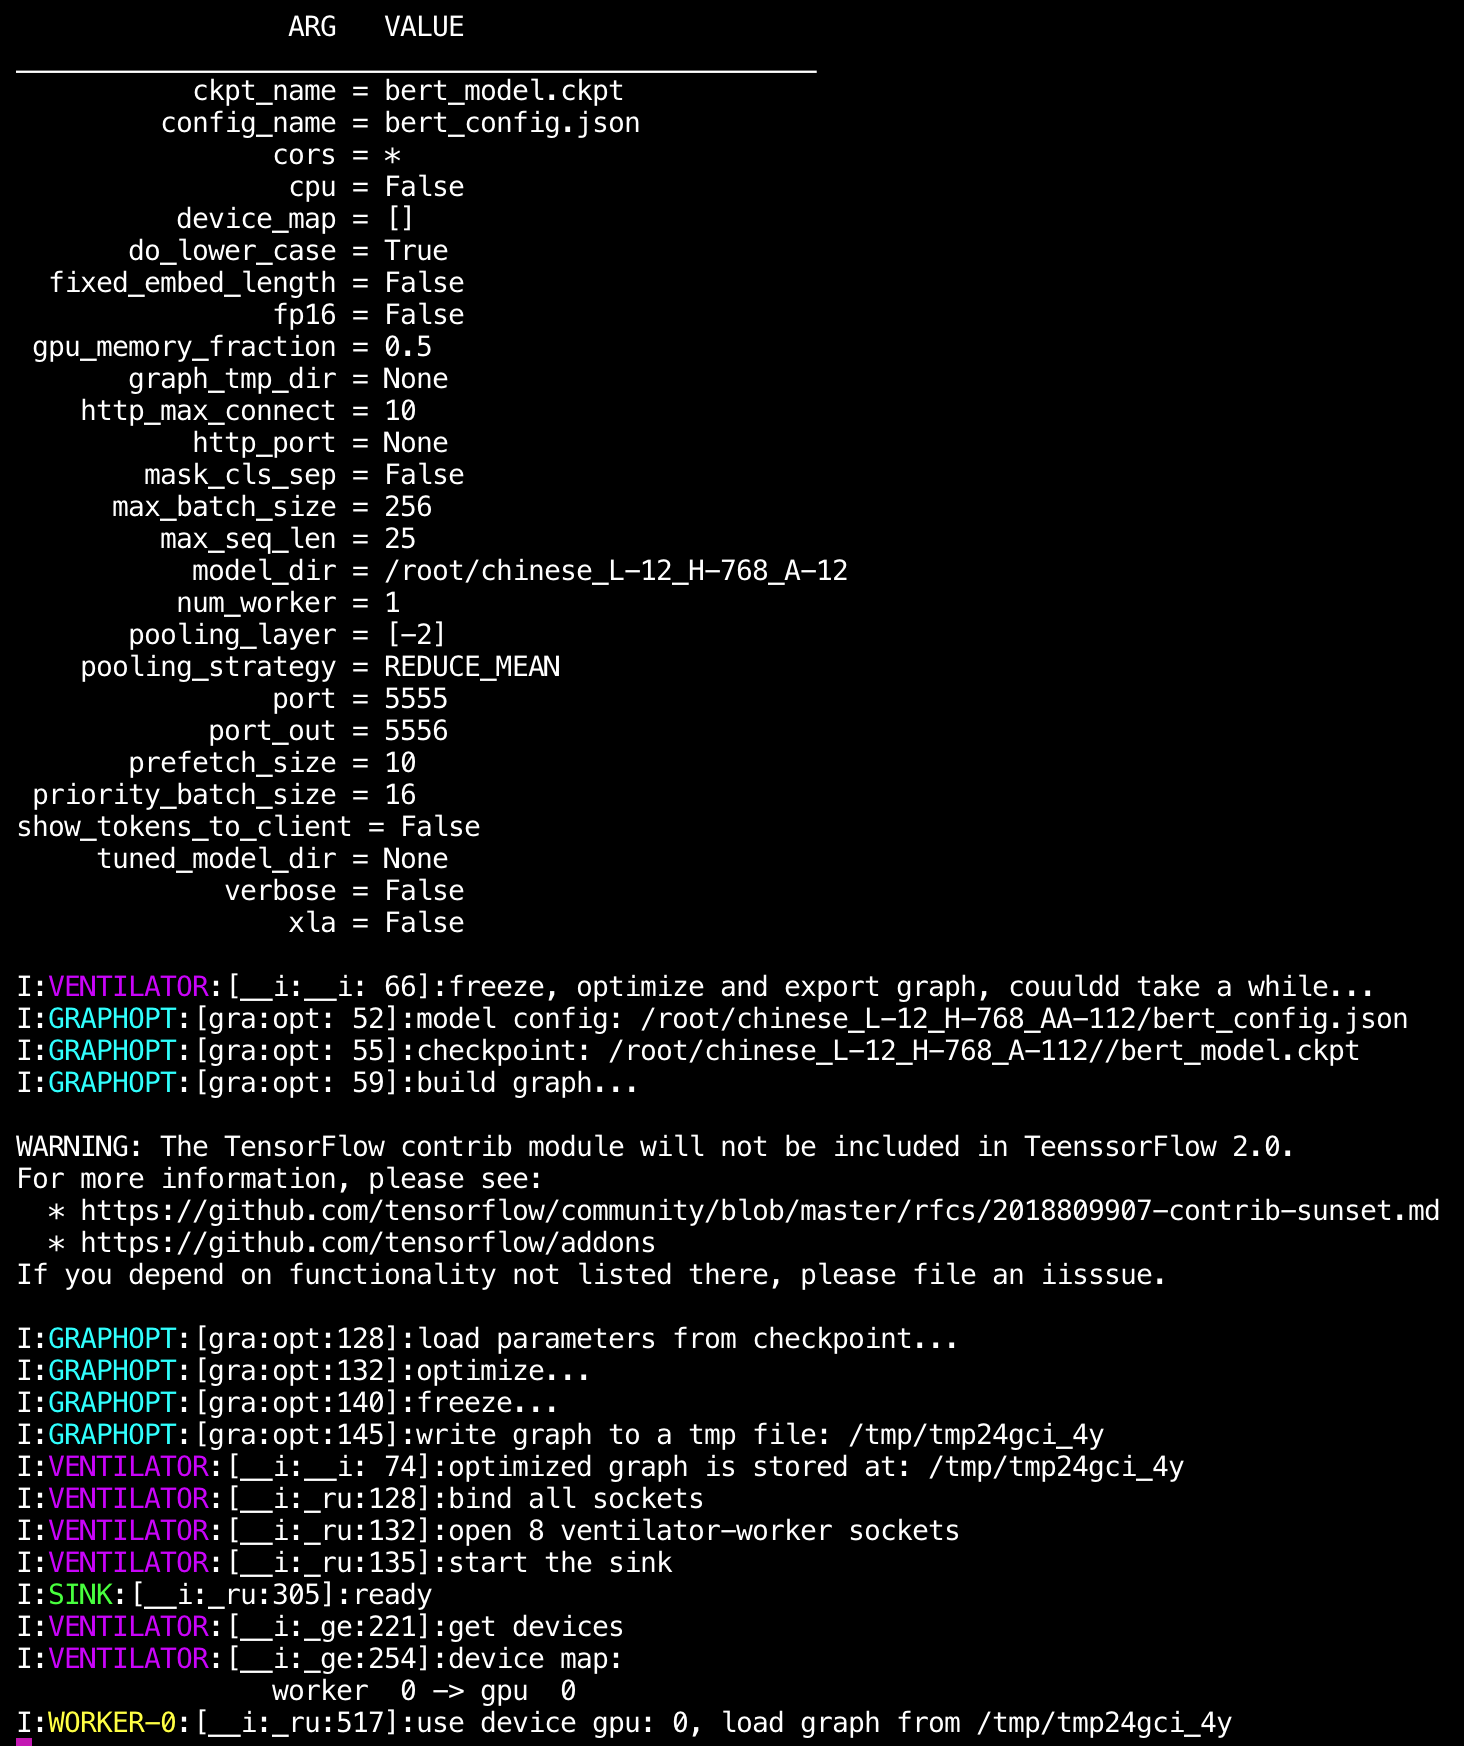 ARG   VALUE
__________________________________________________
ckpt_name = bert_model.ckpt
config_name = bert_config.json
cors = *
cpu = False
device_map = []
do_lower_case = True
fixed_embed_length = False
fp16 = False
gpu_memory_fraction = 0.5
graph_tmp_dir = None
http_max_connect = 10
http_port = None
mask_cls_sep = False
max_batch_size = 256
max_seq_len = 25
model_dir = /root/chinese_L-12_H-768_A-12
num_worker = 1
pooling_layer = [-2]
pooling_strategy = REDUCE_MEAN
port = 5555
port_out = 5556
prefetch_size = 10
priority_batch_size = 16
show_tokens_to_client = False
tuned_model_dir = None
verbose = False
xla = False
I:VENTILATOR:[__i:__i: 66]:freeze, optimize and export graph, couuldd take a while...
I:GRAPHOPT:[gra:opt: 52]:model config: /root/chinese_L-12_H-768_AA-112/bert_config.json
I:GRAPHOPT:[gra:opt: 55]:checkpoint: /root/chinese_L-12_H-768_A-112//bert_model.ckpt
I:GRAPHOPT:[gra:opt: 59]:build graph...
WARNING: The TensorFlow contrib module will not be included in TeenssorFlow 2.0.
For more information, please see:
* https://github.com/tensorflow/community/blob/master/rfcs/2018809907-contrib-sunset.md
* https://github.com/tensorflow/addons
If you depend on functionality not listed there, please file an iisssue.
I:GRAPHOPT:[gra:opt:128]:load parameters from checkpoint...
I:GRAPHOPT:[gra:opt:132]:optimize...
I:GRAPHOPT:[gra:opt:140]:freeze...
I:GRAPHOPT:[gra:opt:145]:write graph to a tmp file: /tmp/tmp24gci_4y
I:VENTILATOR:[__i:__i: 74]:optimized graph is stored at: /tmp/tmp24gci_4y
I:VENTILATOR:[__i:_ru:128]:bind all sockets
I:VENTILATOR:[__i:_ru:132]:open 8 ventilator-worker sockets
I:VENTILATOR:[__i:_ru:135]:start the sink
I:SINK:[__i:_ru:305]:ready
I:VENTILATOR:[__i:_ge:221]:get devices
I:VENTILATOR:[__i:_ge:254]:device map:
worker  0 -> gpu  0
I:WORKER-0:[__i:_ru:517]:use device gpu: 0, load graph from /tmp/tmp24gci_4y